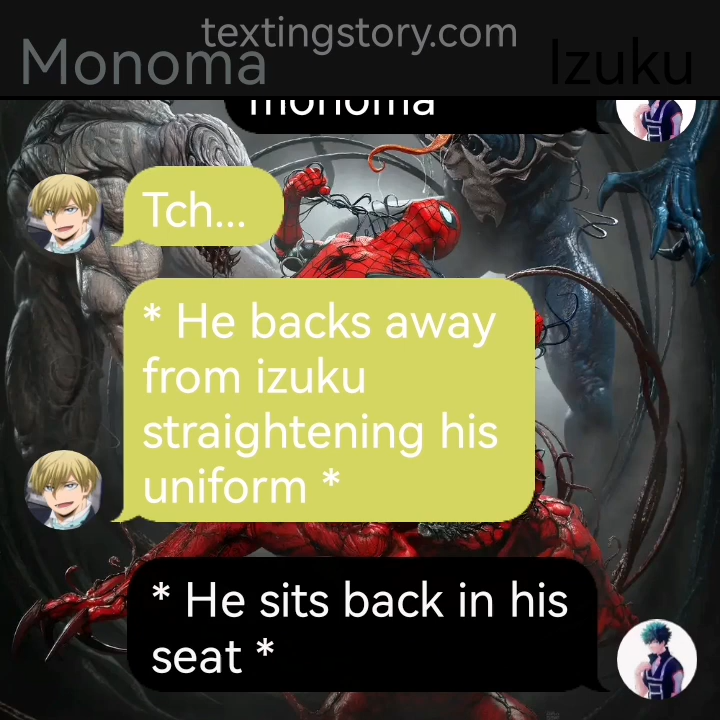 textingstory.com
Monoma
Izuku
monoma
Tch...
* He backs away
from izuku
straightening his
uniform *
* He sits back in his
seat *